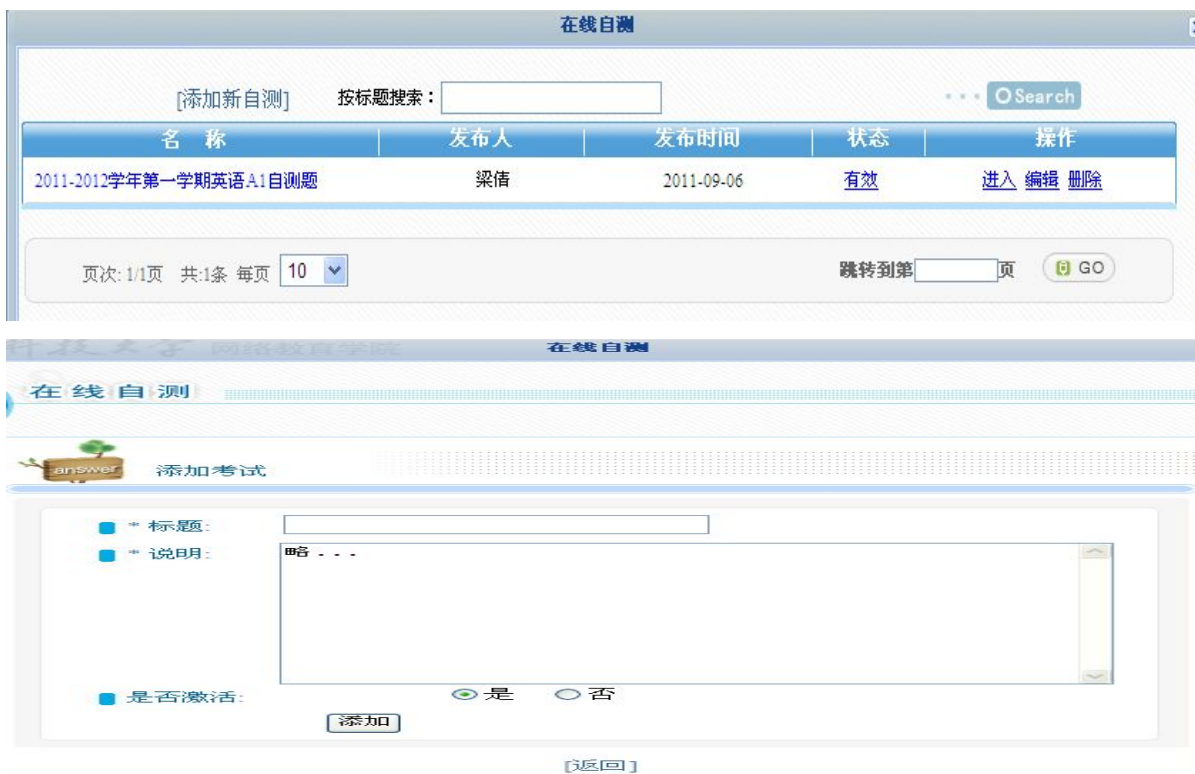 在线自测
[添加新自测] 按标题搜索： Search
名 称 发布人 发布时间 状态 操作
2011-2012学年第一学期英语A1自测题 梁倩 2011-09-06 有效 进入 编辑 删除
页次: 1/1页 共:1条 每页 10 跳转到第 页 GO
科技大学 网络教育学院 在线自测
在线自测
answer 添加考试
* 标题:
* 说明: 略...
是否激活: 是 否
添加
[返回]